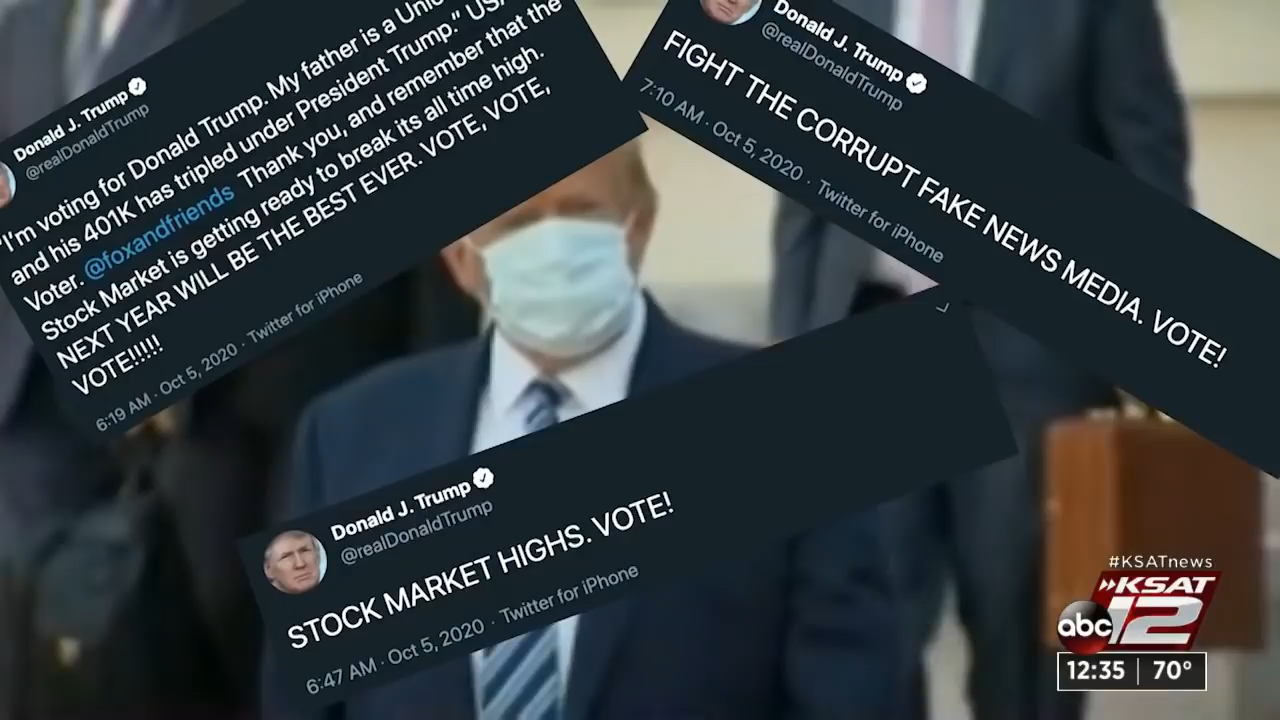 Donald J. Trump
@realDonaldTrump
"I'm voting for Donald Trump. My father is a
and his 401K has tripled under President Trump."
Voter. @foxandfriends Thank you, and remember that the
Stock Market is getting ready to break its all time high.
NEXT YEAR WILL BE THE BEST EVER. VOTE, VOTE,
VOTE!!!!!
6:19 AM · Oct 5, 2020 · Twitter for iPhone
Donald J. Trump
@realDonaldTrump
FIGHT THE CORRUPT FAKE NEWS MEDIA. VOTE!
7:10 AM · Oct 5, 2020 · Twitter for iPhone
Donald J. Trump
@realDonaldTrump
STOCK MARKET HIGHS. VOTE!
6:47 AM · Oct 5, 2020 · Twitter for iPhone
#KSATnews
KSAT
abc 12
12:35 70°